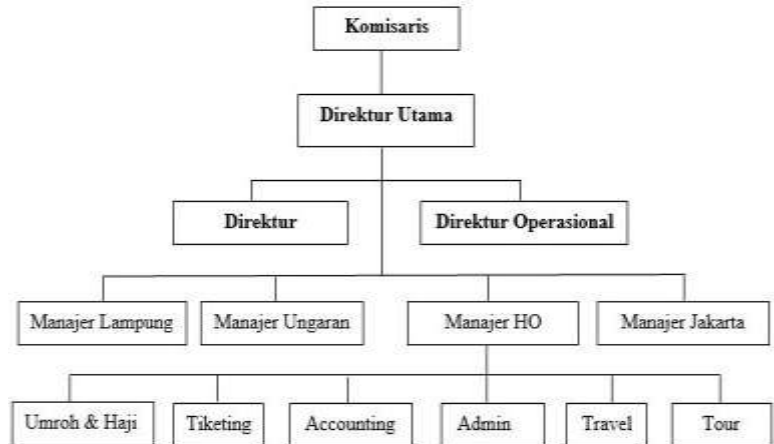 Komisaris
Direktur Utama
Direktur
Direktur Operasional
Manajer Lampung
Manajer Ungaran
Manajer HO
Manajer Jakarta
Umroh & Haji
Tiketing
Accounting
Admin
Travel
Tour